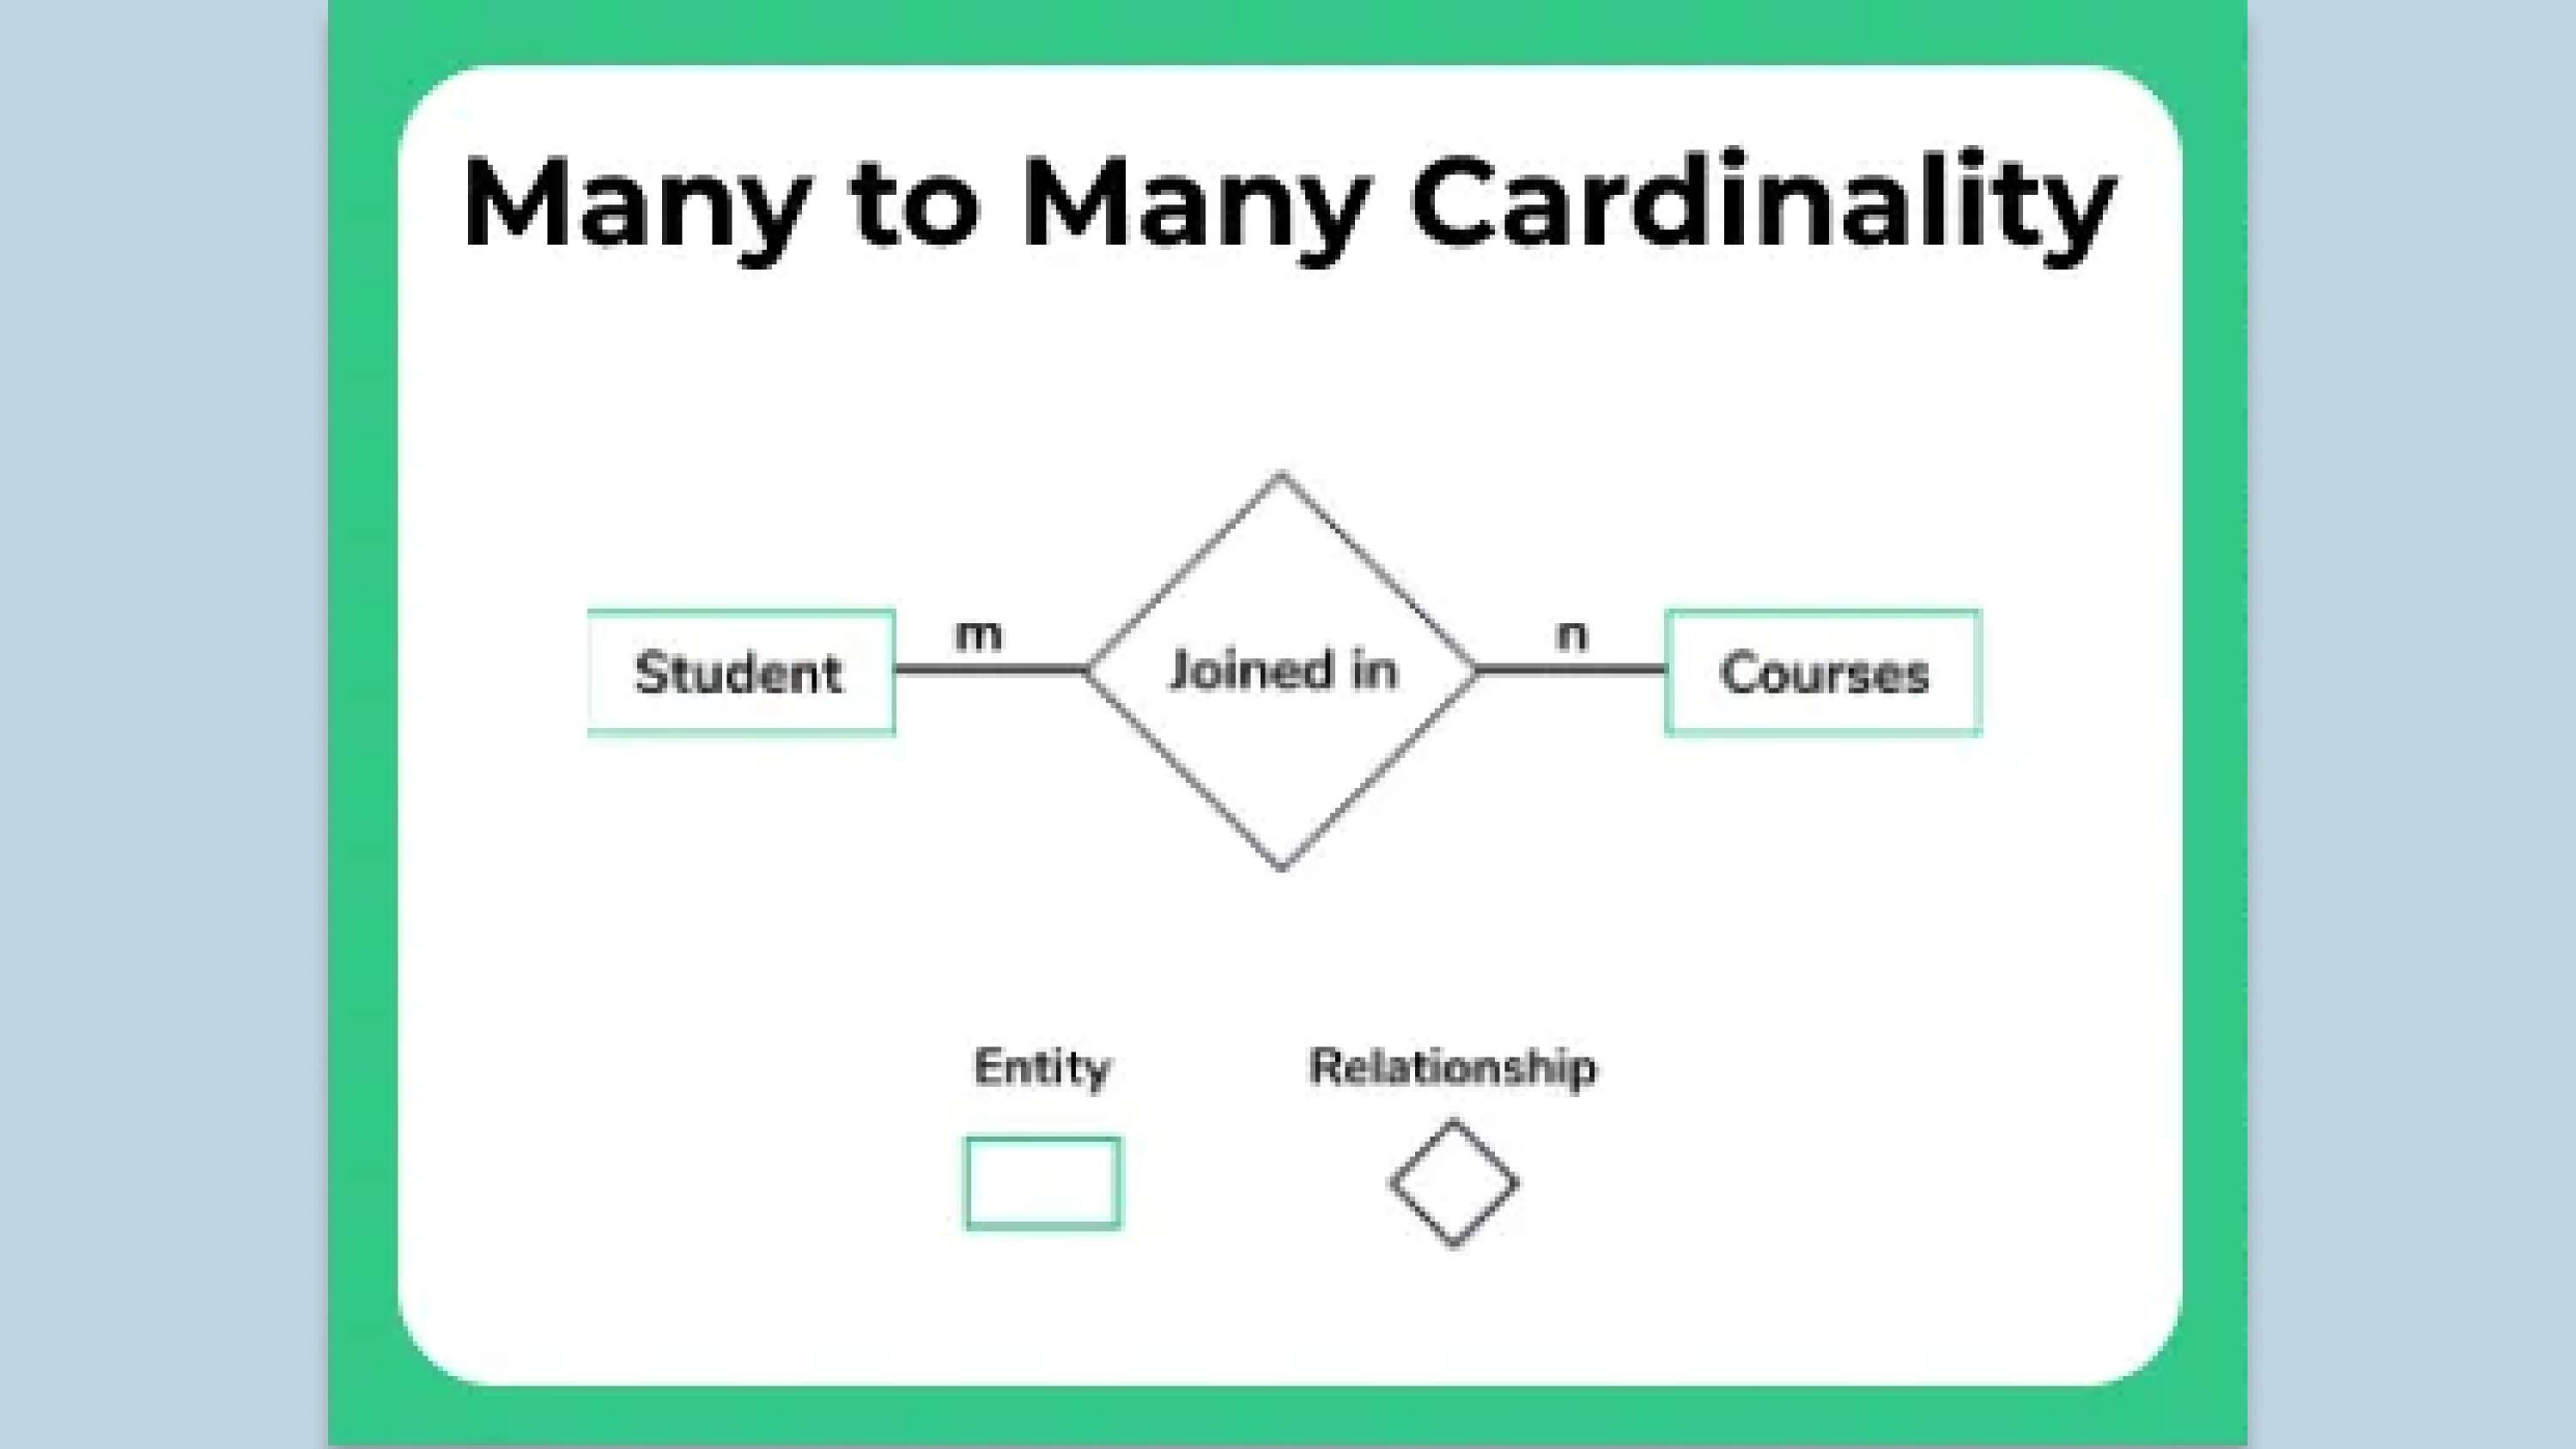 Many to Many Cardinality
m
n
Student
Joined in
Courses
Entity
Relationship